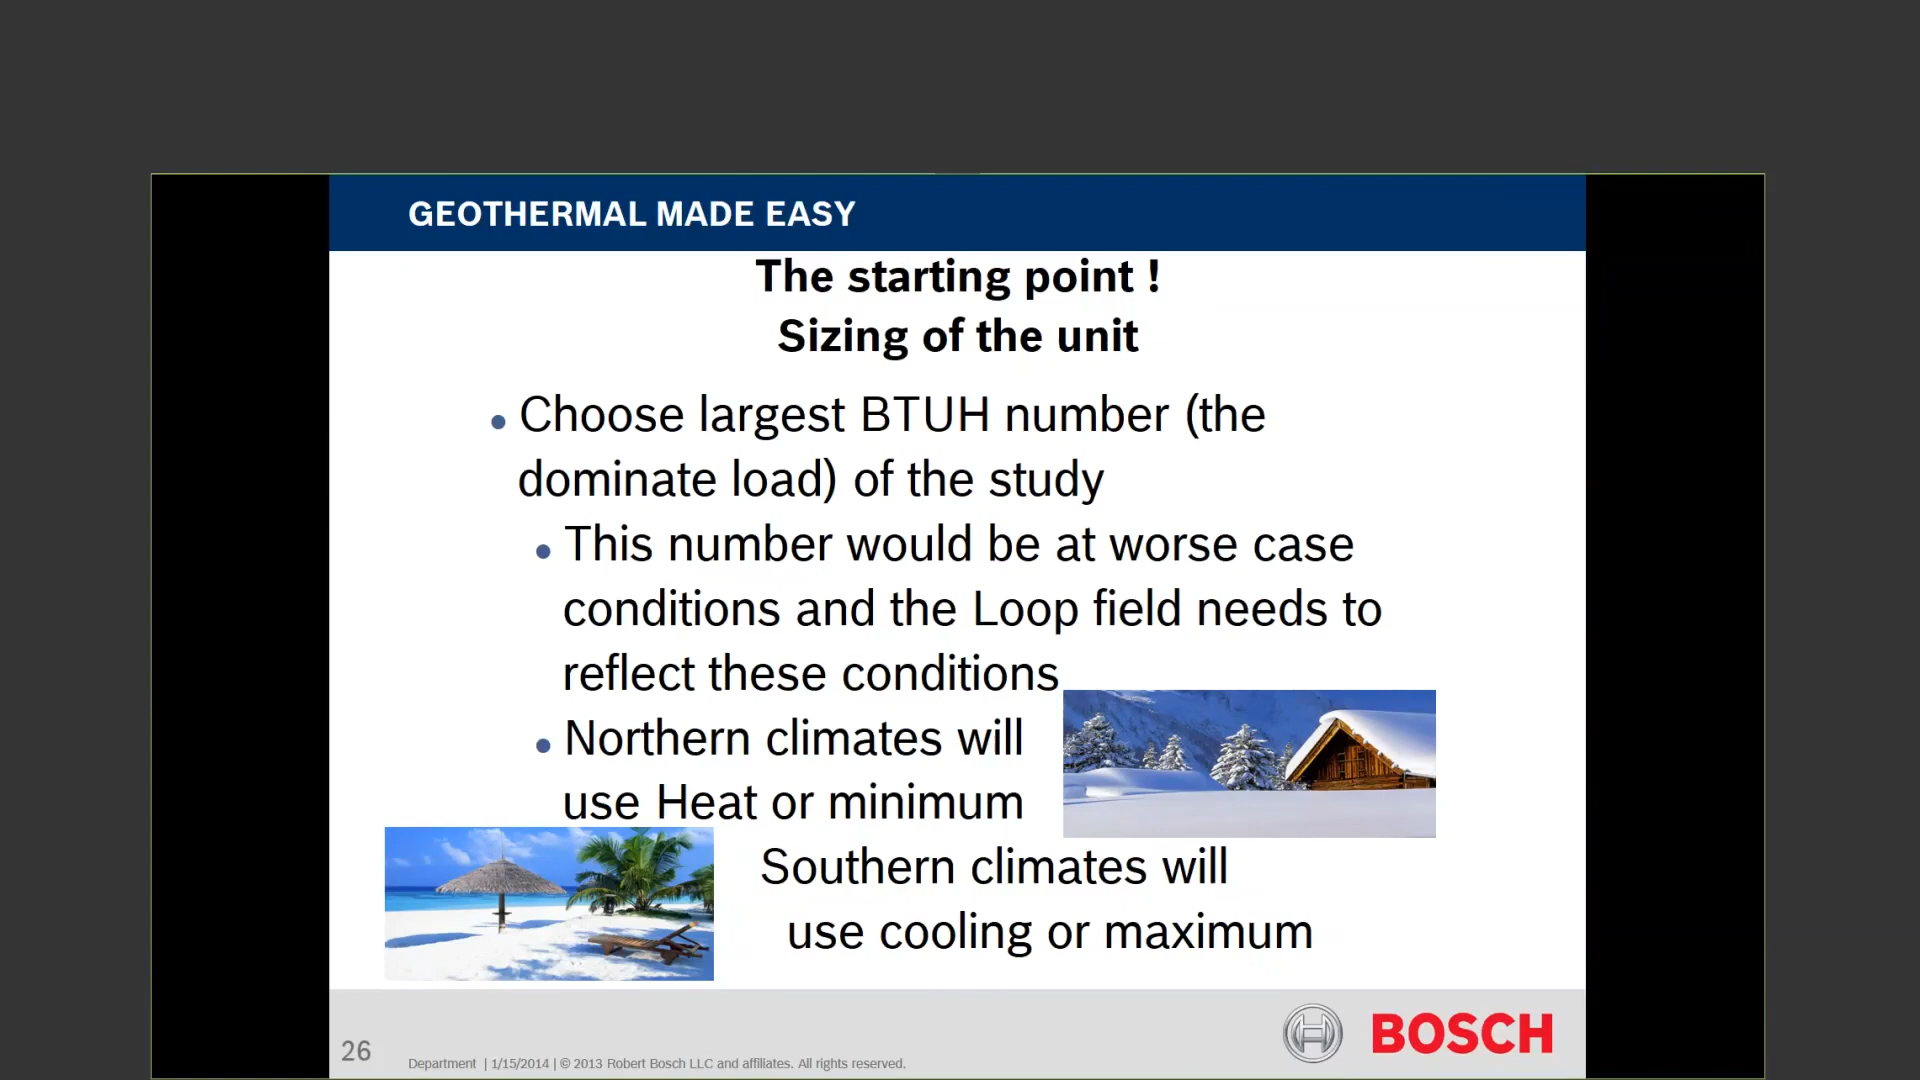 GEOTHERMAL MADE EASY
The starting point !
Sizing of the unit
• Choose largest BTUH number (the
dominate load) of the study
• This number would be at worse case
conditions and the Loop field needs to
reflect these conditions
• Northern climates will
use Heat or minimum
Southern climates will
use cooling or maximum
26
Department | 1/15/2014 | © 2013 Robert Bosch LLC and affiliates. All rights reserved.
BOSCH